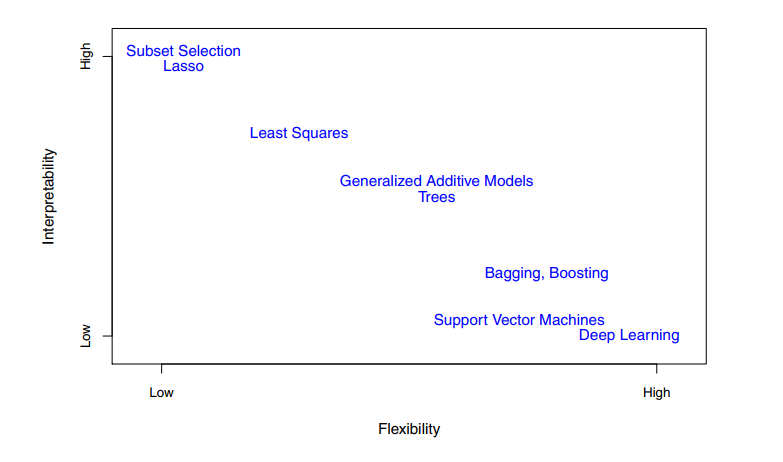 High
Subset Selection
Lasso
Least Squares
Interpretability
Generalized Additive Models
Trees
Bagging, Boosting
Support Vector Machines
Low
Deep Learning
Low
High
Flexibility